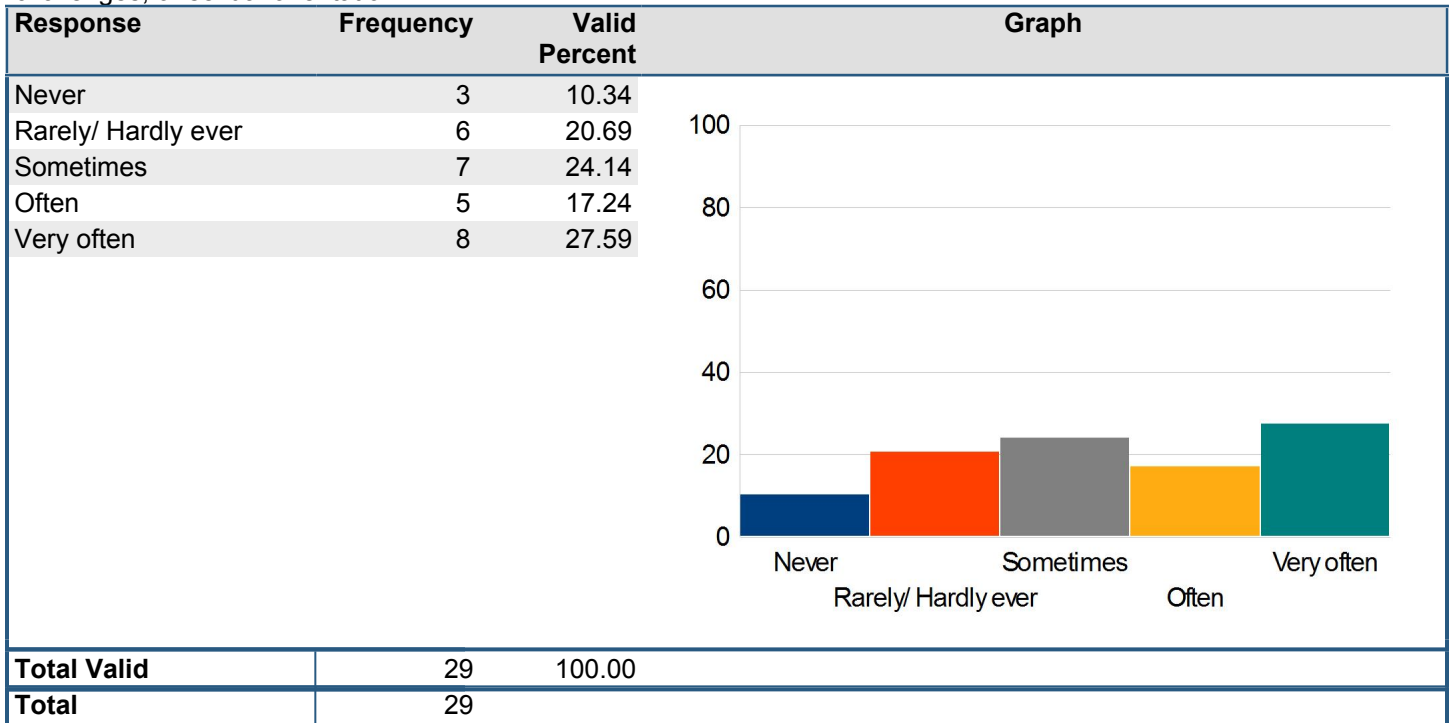 Response Frequency Valid Percent Graph
Never 3 10.34
Rarely/ Hardly ever 6 20.69
Sometimes 7 24.14
Often 5 17.24
Very often 8 27.59
100
80
60
40
20
0
Never Sometimes Very often
Rarely/ Hardly ever Often
Total Valid 29 100.00
Total 29